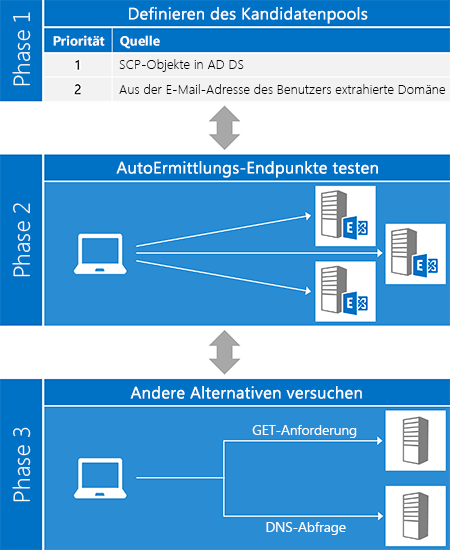 Phase 1
Definieren des Kandidatenpools
Priorität Quelle
1 SCP-Objekte in AD DS
2 Aus der E-Mail-Adresse des Benutzers extrahierte Domäne
Phase 2
AutoErmittlungs-Endpunkte testen
E
E
E
Phase 3
Andere Alternativen versuchen
GET-Anforderung
DNS-Abfrage